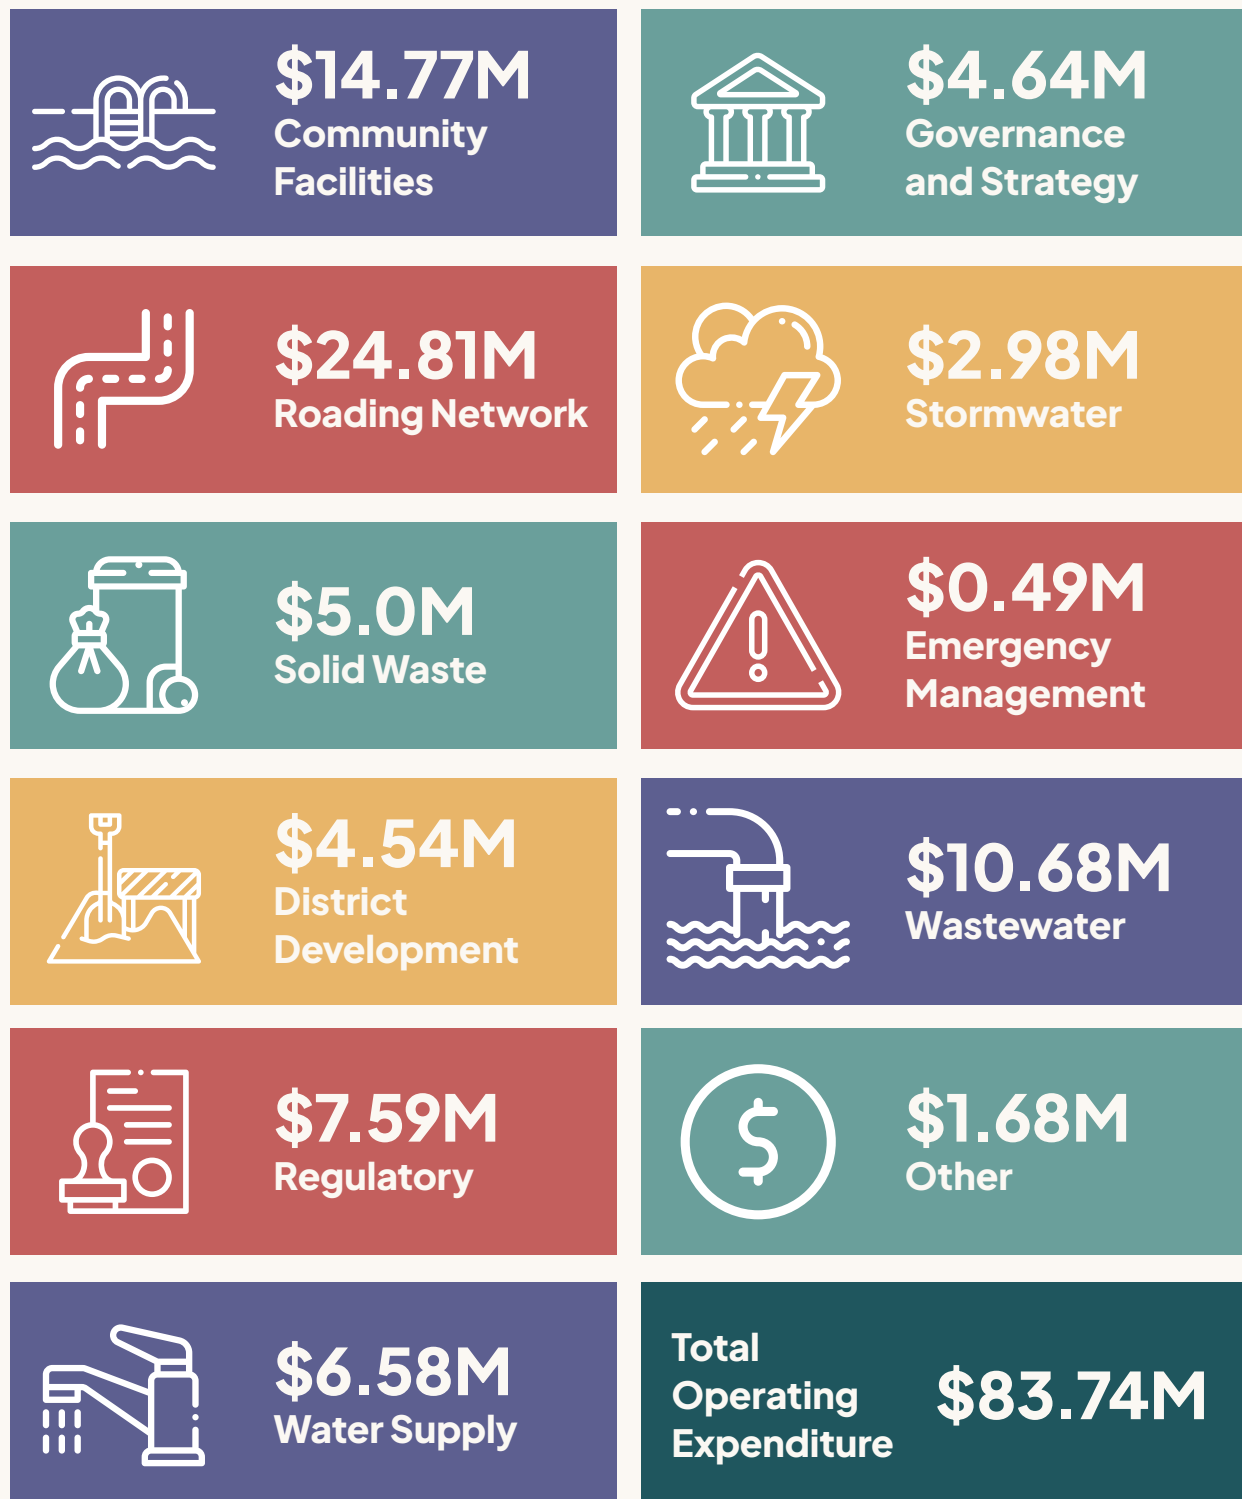 $14.77M
Community
Facilities
$4.64M
Governance
and Strategy
$24.81M
Roading Network
$2.98M
Stormwater
$5.0M
Solid Waste
$0.49M
Emergency
Management
$4.54M
District
Development
$10.68M
Wastewater
$7.59M
Regulatory
$
$1.68M
Other
$6.58M
Water Supply
Total
Operating
Expenditure
$83.74M